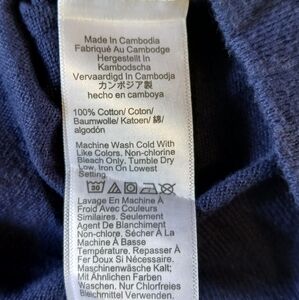 Made In Cambodia
Fabriqué Au Cambodge
Hergestellt In
Kambodscha
Vervaardigd In Cambodja
カンボジア製
hecho en camboya
100% Cotton/ Coton/
Baumwolle/ Katoen/ 綿/
algodón
Machine Wash Cold With
Like Colors. Non-chlorine
Bleach Only. Tumble Dry
Low. Iron On Lowest
Setting.
30
Lavage En Machine À
Froid Avec Couleurs
Similaires. Seulement
Agent De Blanchiment
Non-chlore. Sécher À La
Machine À Basse
Température. Repasser À
Fer Doux Si Nécessaire.
Maschinenwäsche Kalt;
Mit Ähnlichen Farben
Waschen. Nur Chlorfreies
Bleichmittel Verwenden.